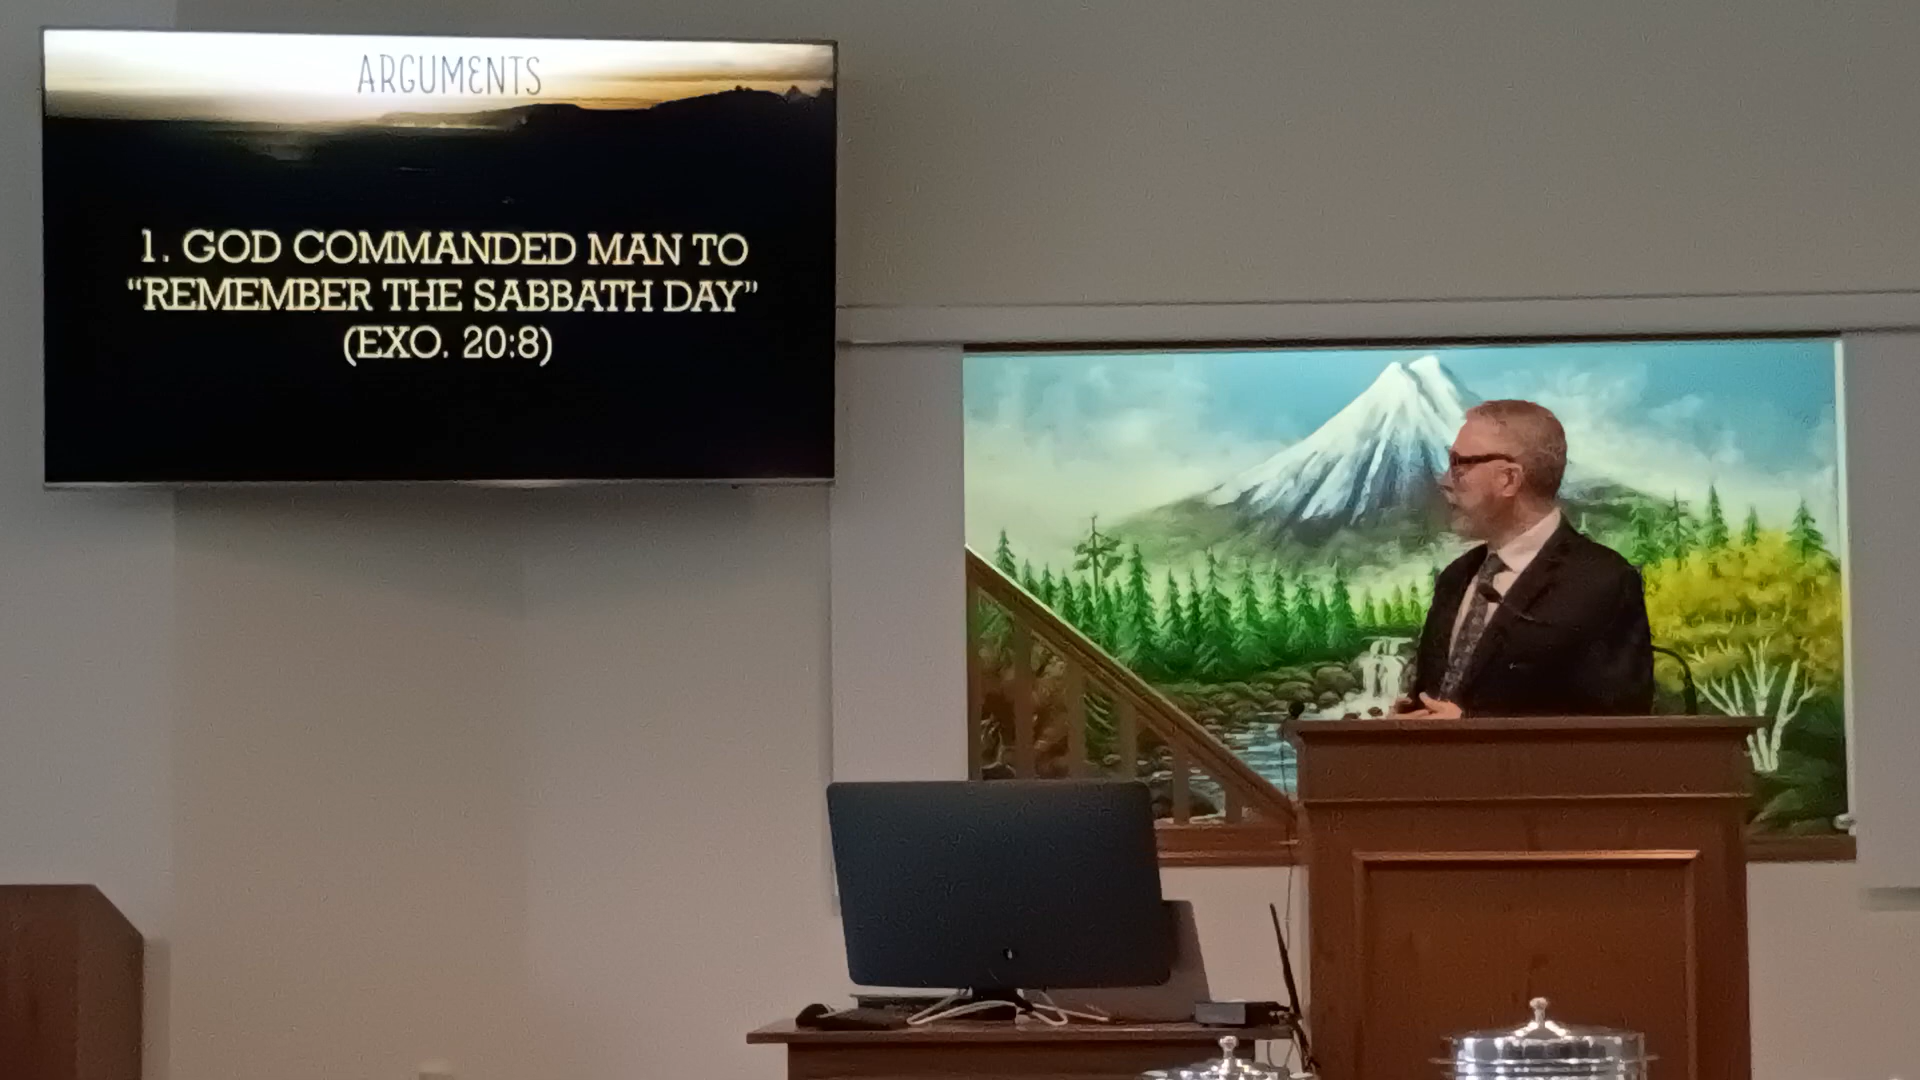 ARGUMENTS
1. GOD COMMANDED MAN TO
“REMEMBER THE SABBATH DAY”
(EXO. 20:8)